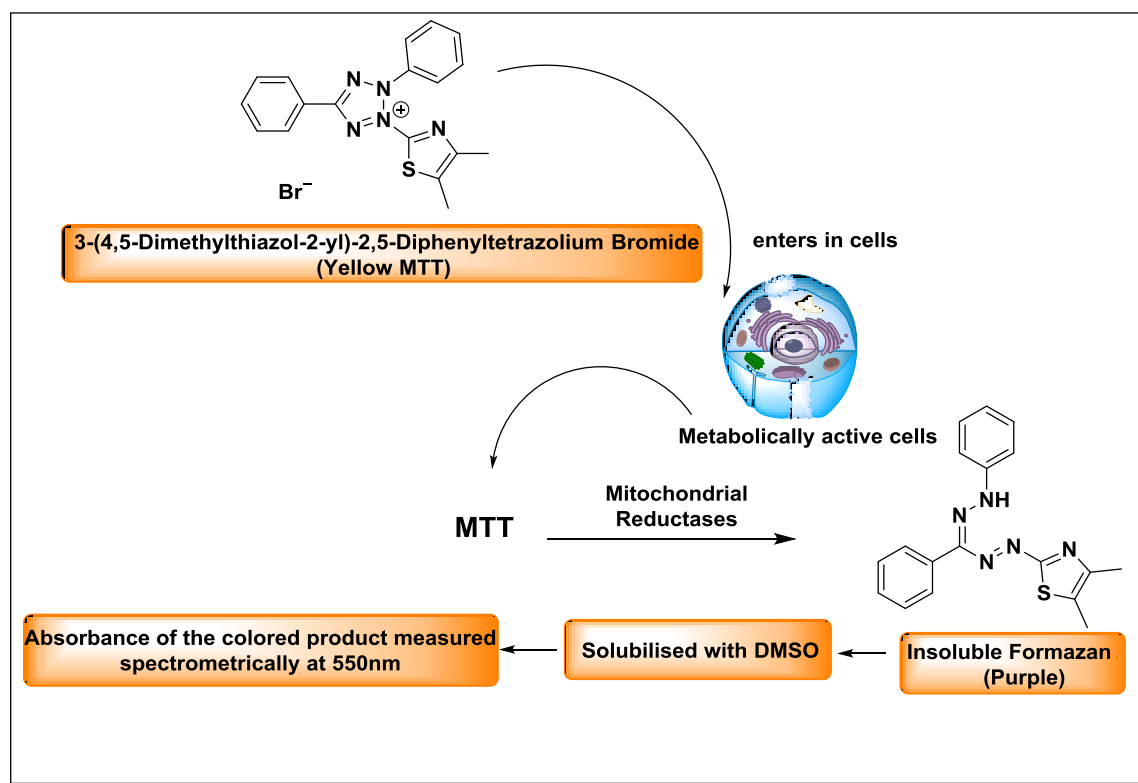 N
N
N
N
⊕
N
S
Br⁻
3-(4,5-Dimethylthiazol-2-yl)-2,5-Diphenyltetrazolium Bromide
(Yellow MTT)
enters in cells
Metabolically active cells
MTT
Mitochondrial
Reductases
N
NH
N
N
N
S
Insoluble Formazan
(Purple)
Solubilised with DMSO
Absorbance of the colored product measured
spectrometrically at 550nm